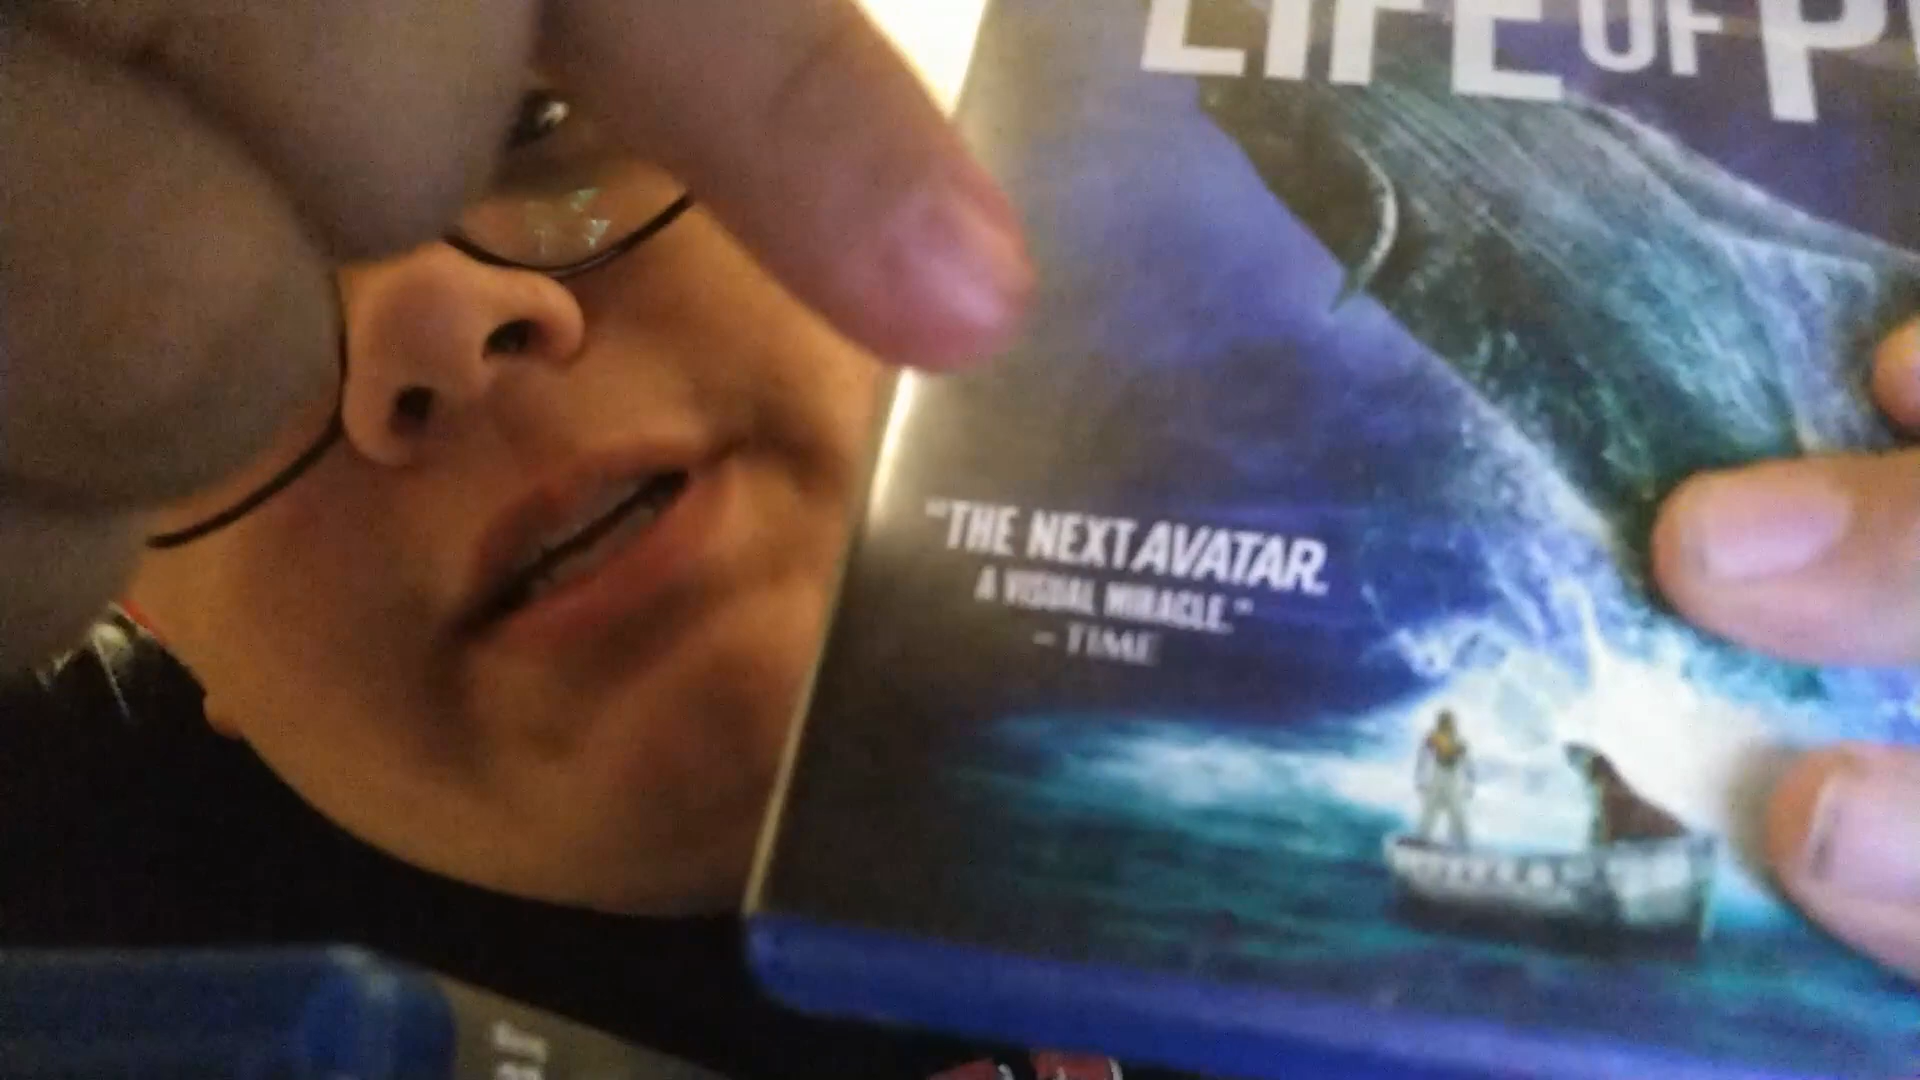 LIFE OF P
"THE NEXT AVATAR.
A VISUAL MIRACLE."
– TIME